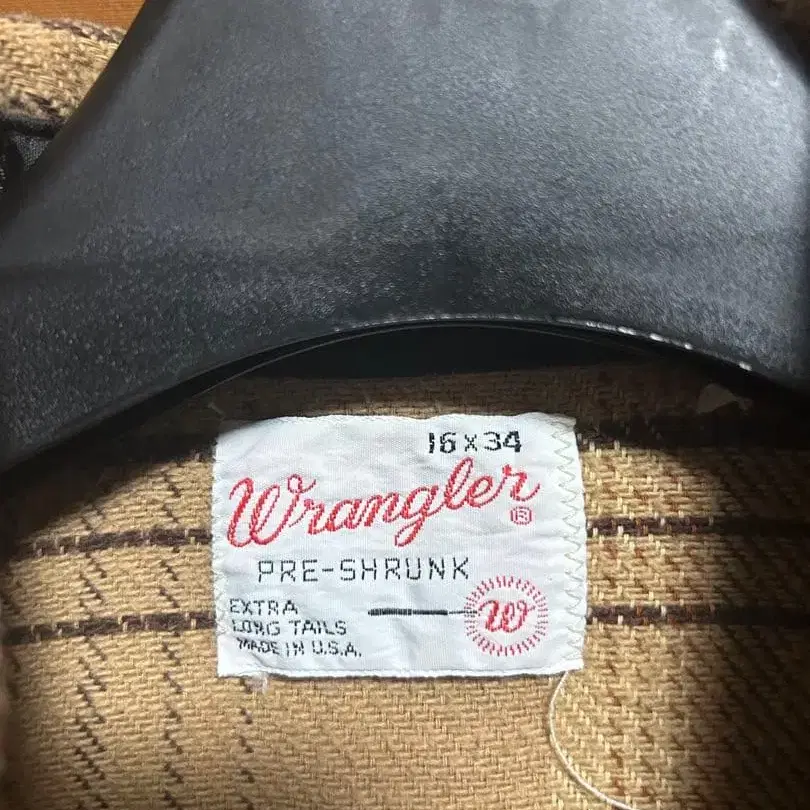 16 x 34
Wrangler ®
PRE-SHRUNK
EXTRA
LONG TAILS
MADE IN U.S.A.
W